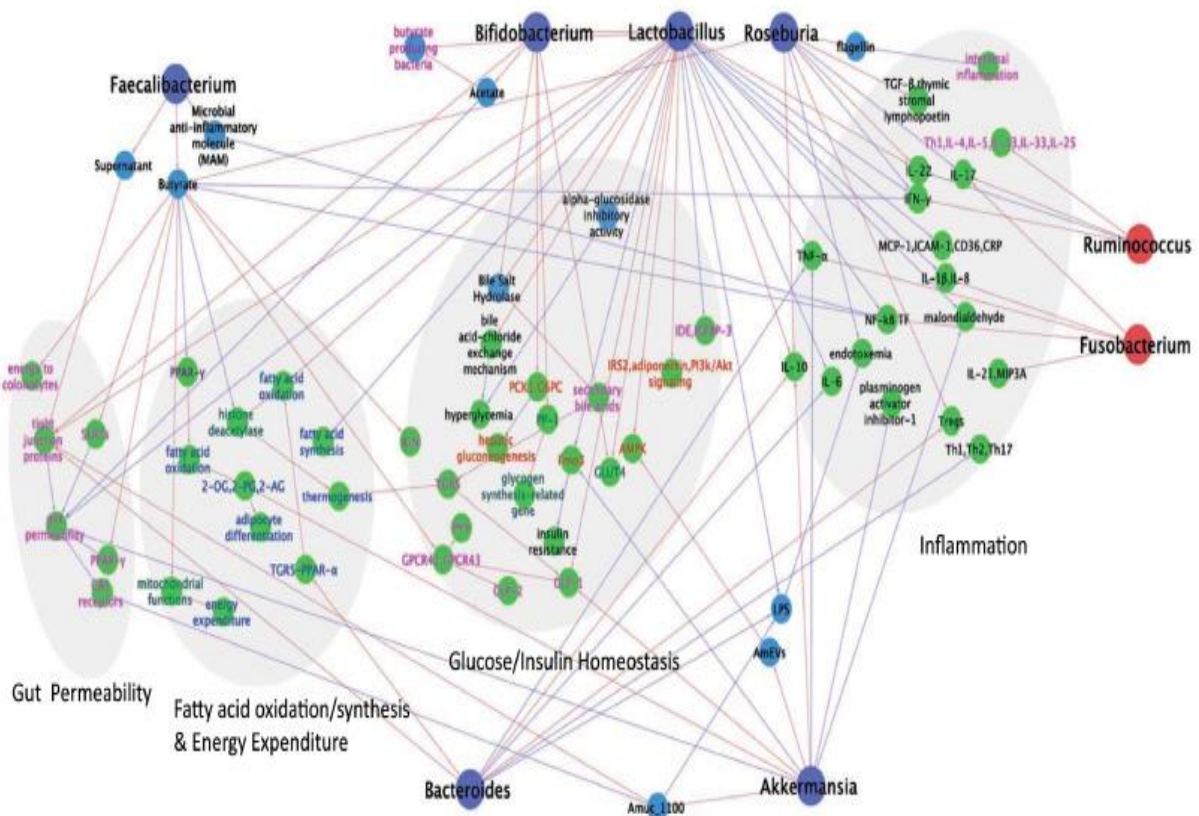 Bifidobacterium
Lactobacillus
Roseburia
butyrate
producing
bacteria
flagellin
intestinal
inflammation
Faecalibacterium
Acetate
TGF-β,thymic
stromal
lymphopoetin
Microbial
anti-inflammatory
molecule
(MAM)
Supernatant
Butyrate
IL-22
IL-17
IFN-γ
alpha-glucosidase
inhibitory
activity
Ruminococcus
MCP-1,ICAM-1,CD36,CRP
TNF-α
IL-1β,IL-8
Bile Salt
Hydrolase
bile
acid-chloride
exchange
mechanism
NF-kB TF
malondialdehyde
Fusobacterium
endotoxemia
IRS2,adiponectin,PI3k/Akt
signaling
energy to
colonocytes
PPAR-γ
fatty acid
oxidation
PCK1,G6PC
secondary
bile acids
IL-10
IL-6
IL-21,MIP3A
plasminogen
activator
inhibitor-1
histone
deacetylase
hyperglycemia
tight
junction
proteins
fatty acid
synthesis
hepatic
gluconeogenesis
AMPK
Tregs
Th1,Th2,Th17
fatty acid
oxidation
GLUT4
2-OG,2-PG,2-AG
thermogenesis
glycogen
synthesis-related
gene
permeability
adipocyte
differentiation
insulin
resistance
Inflammation
PPAR-γ
TGR5-PPAR-α
receptors
mitochondrial
functions
energy
expenditure
LPS
AmEVs
Glucose/Insulin Homeostasis
Gut Permeability
Fatty acid oxidation/synthesis
& Energy Expenditure
Bacteroides
Akkermansia
Amuc_1100